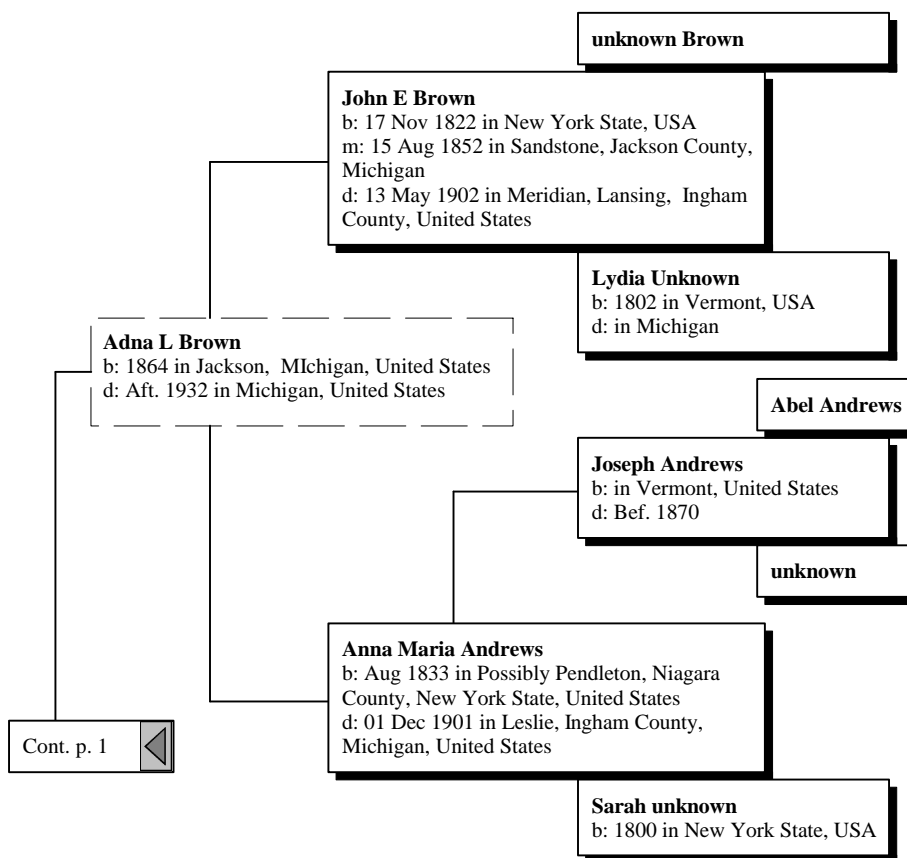 unknown Brown
John E Brown
b: 17 Nov 1822 in New York State, USA
m: 15 Aug 1852 in Sandstone, Jackson County,
Michigan
d: 13 May 1902 in Meridian, Lansing,  Ingham
County, United States
Lydia Unknown
b: 1802 in Vermont, USA
d: in Michigan
Adna L Brown
b: 1864 in Jackson,  MIchigan, United States
d: Aft. 1932 in Michigan, United States
Abel Andrews
Joseph Andrews
b: in Vermont, United States
d: Bef. 1870
unknown
Anna Maria Andrews
b: Aug 1833 in Possibly Pendleton, Niagara
County, New York State, United States
d: 01 Dec 1901 in Leslie, Ingham County,
Michigan, United States
Cont. p. 1
Sarah unknown
b: 1800 in New York State, USA